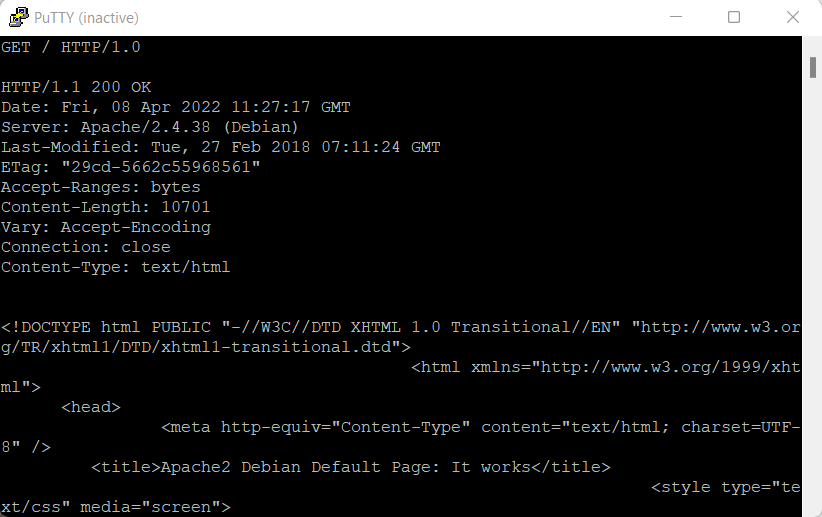 PuTTY (inactive)
GET / HTTP/1.0
HTTP/1.1 200 OK
Date: Fri, 08 Apr 2022 11:27:17 GMT
Server: Apache/2.4.38 (Debian)
Last-Modified: Tue, 27 Feb 2018 07:11:24 GMT
ETag: "29cd-5662c55968561"
Accept-Ranges: bytes
Content-Length: 10701
Vary: Accept-Encoding
Connection: close
Content-Type: text/html
<!DOCTYPE html PUBLIC "-//W3C//DTD XHTML 1.0 Transitional//EN" "http://www.w3.or
g/TR/xhtml1/DTD/xhtml1-transitional.dtd">
<html xmlns="http://www.w3.org/1999/xht
ml">
<head>
<meta http-equiv="Content-Type" content="text/html; charset=UTF-
8" />
<title>Apache2 Debian Default Page: It works</title>
<style type="te
xt/css" media="screen">